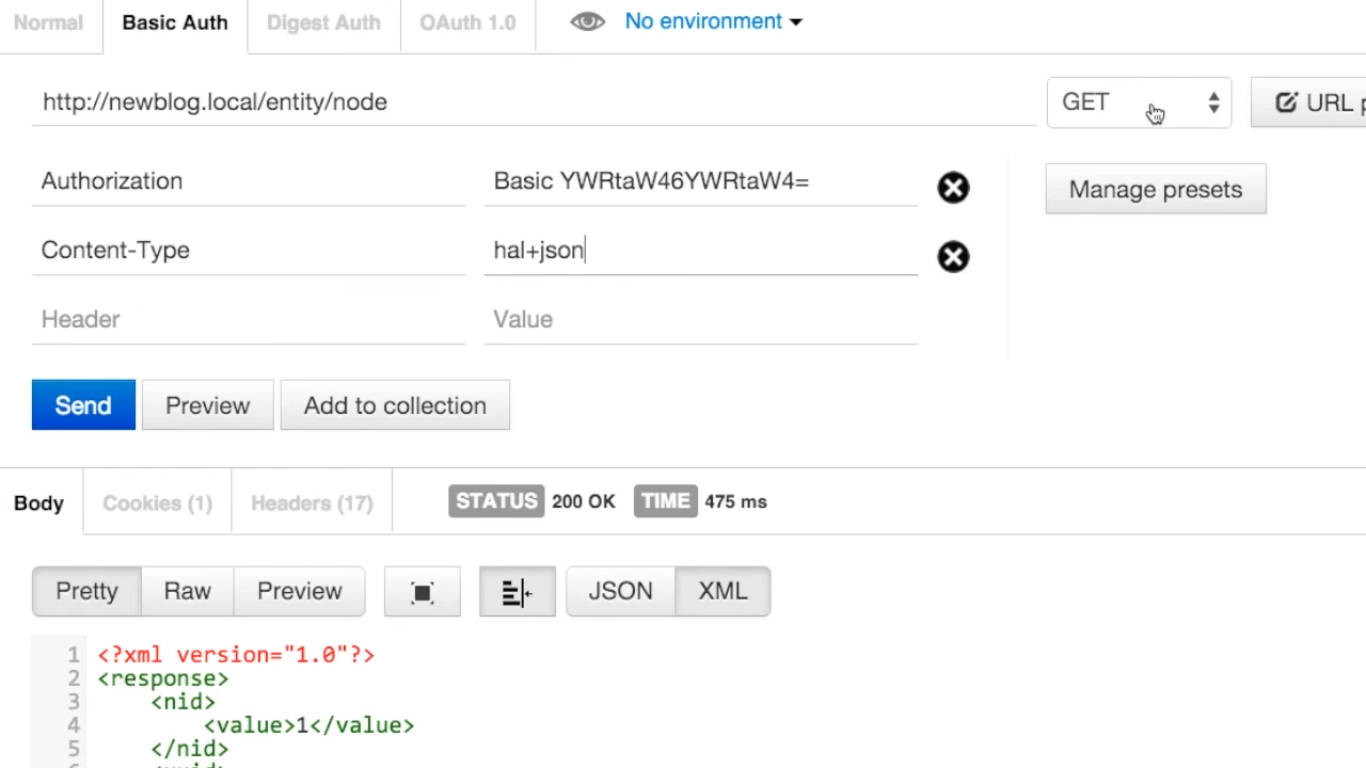 Normal Basic Auth Digest Auth OAuth 1.0 No environment
http://newblog.local/entity/node GET URL
Authorization Basic YWRtaW46YWRtaW4= Manage presets
Content-Type hal+json
Header Value
Send Preview Add to collection
Body Cookies (1) Headers (17) STATUS 200 OK TIME 475 ms
Pretty Raw Preview JSON XML
1 <?xml version="1.0"?>
2 <response>
3 <nid>
4 <value>1</value>
5 </nid>